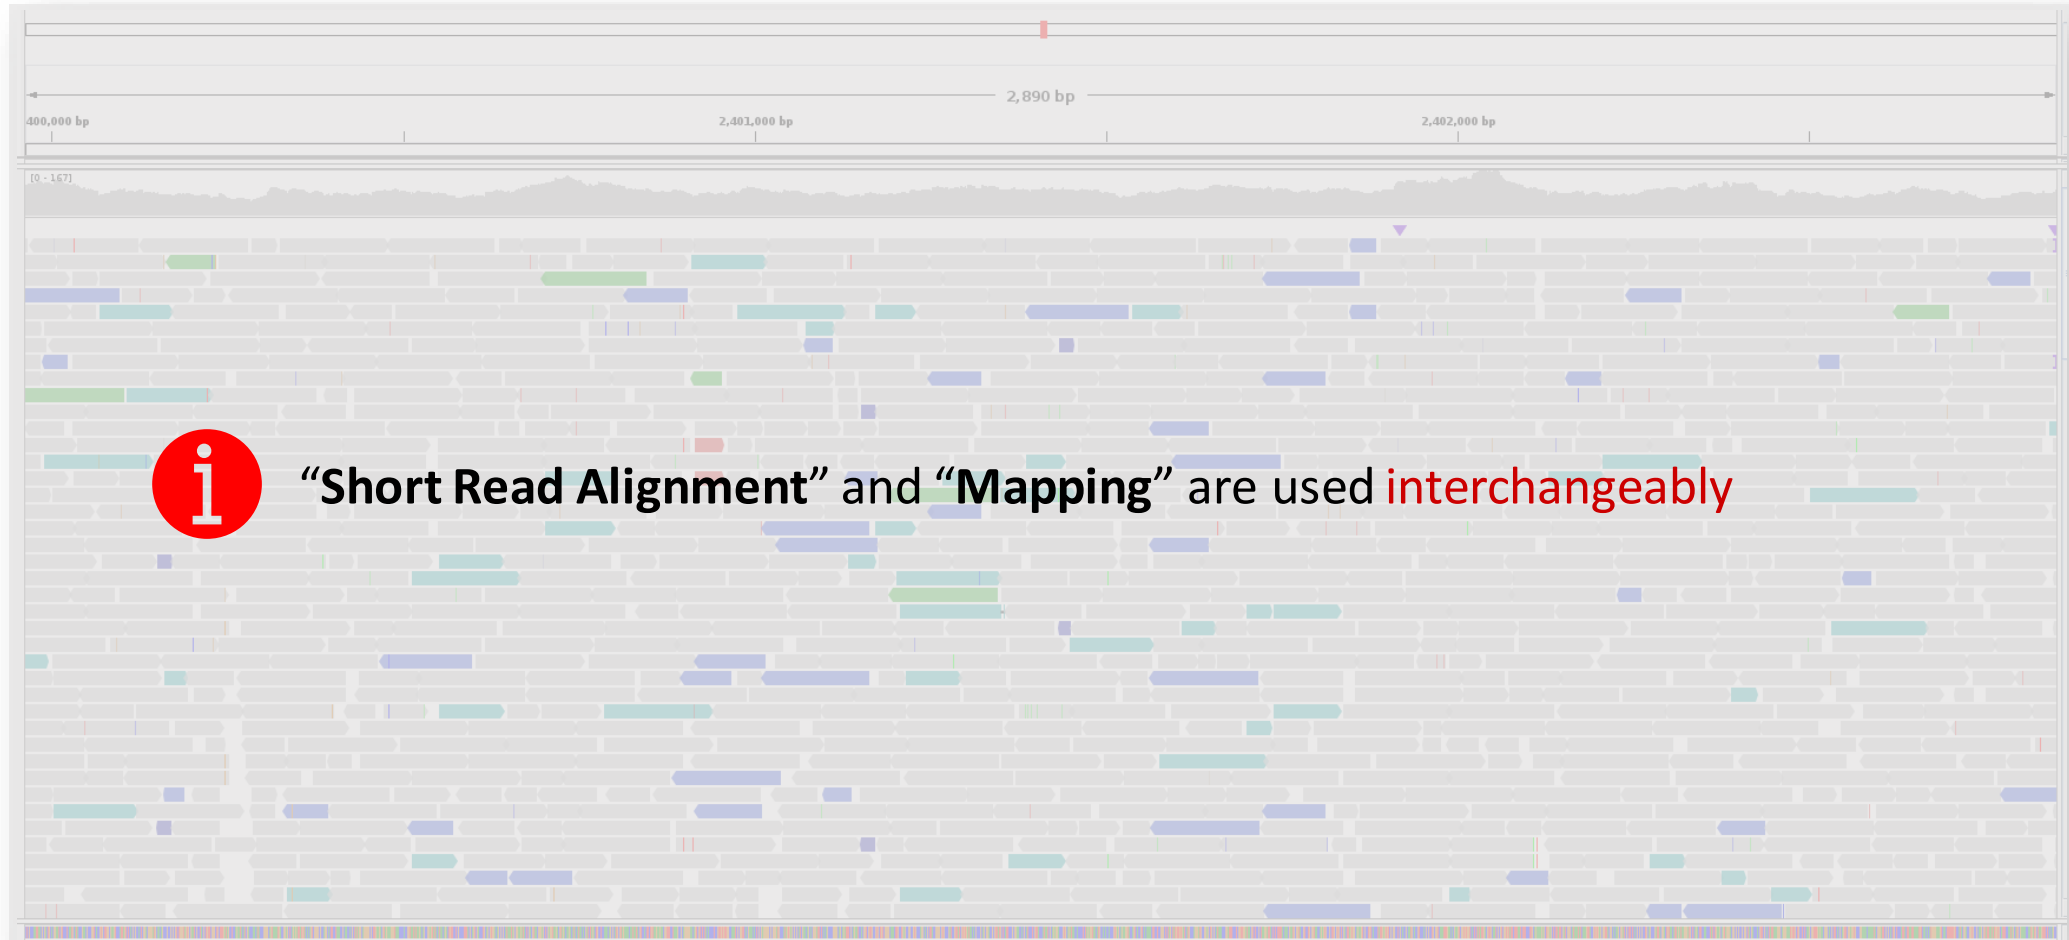 2,890 bp
400,000 bp 2,401,000 bp 2,402,000 bp
[0 - 167]
i “Short Read Alignment” and “Mapping” are used interchangeably